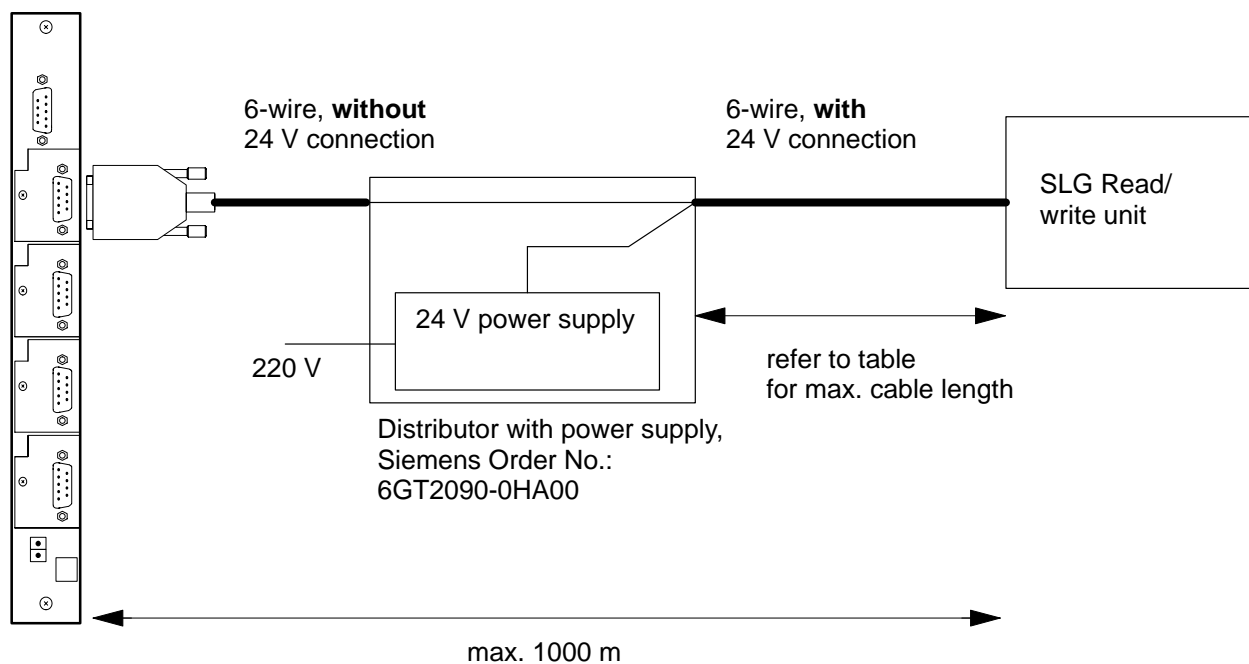 6-wire, without
24 V connection
6-wire, with
24 V connection
SLG Read/
write unit
24 V power supply
220 V
refer to table
for max. cable length
Distributor with power supply,
Siemens Order No.:
6GT2090-0HA00
max. 1000 m